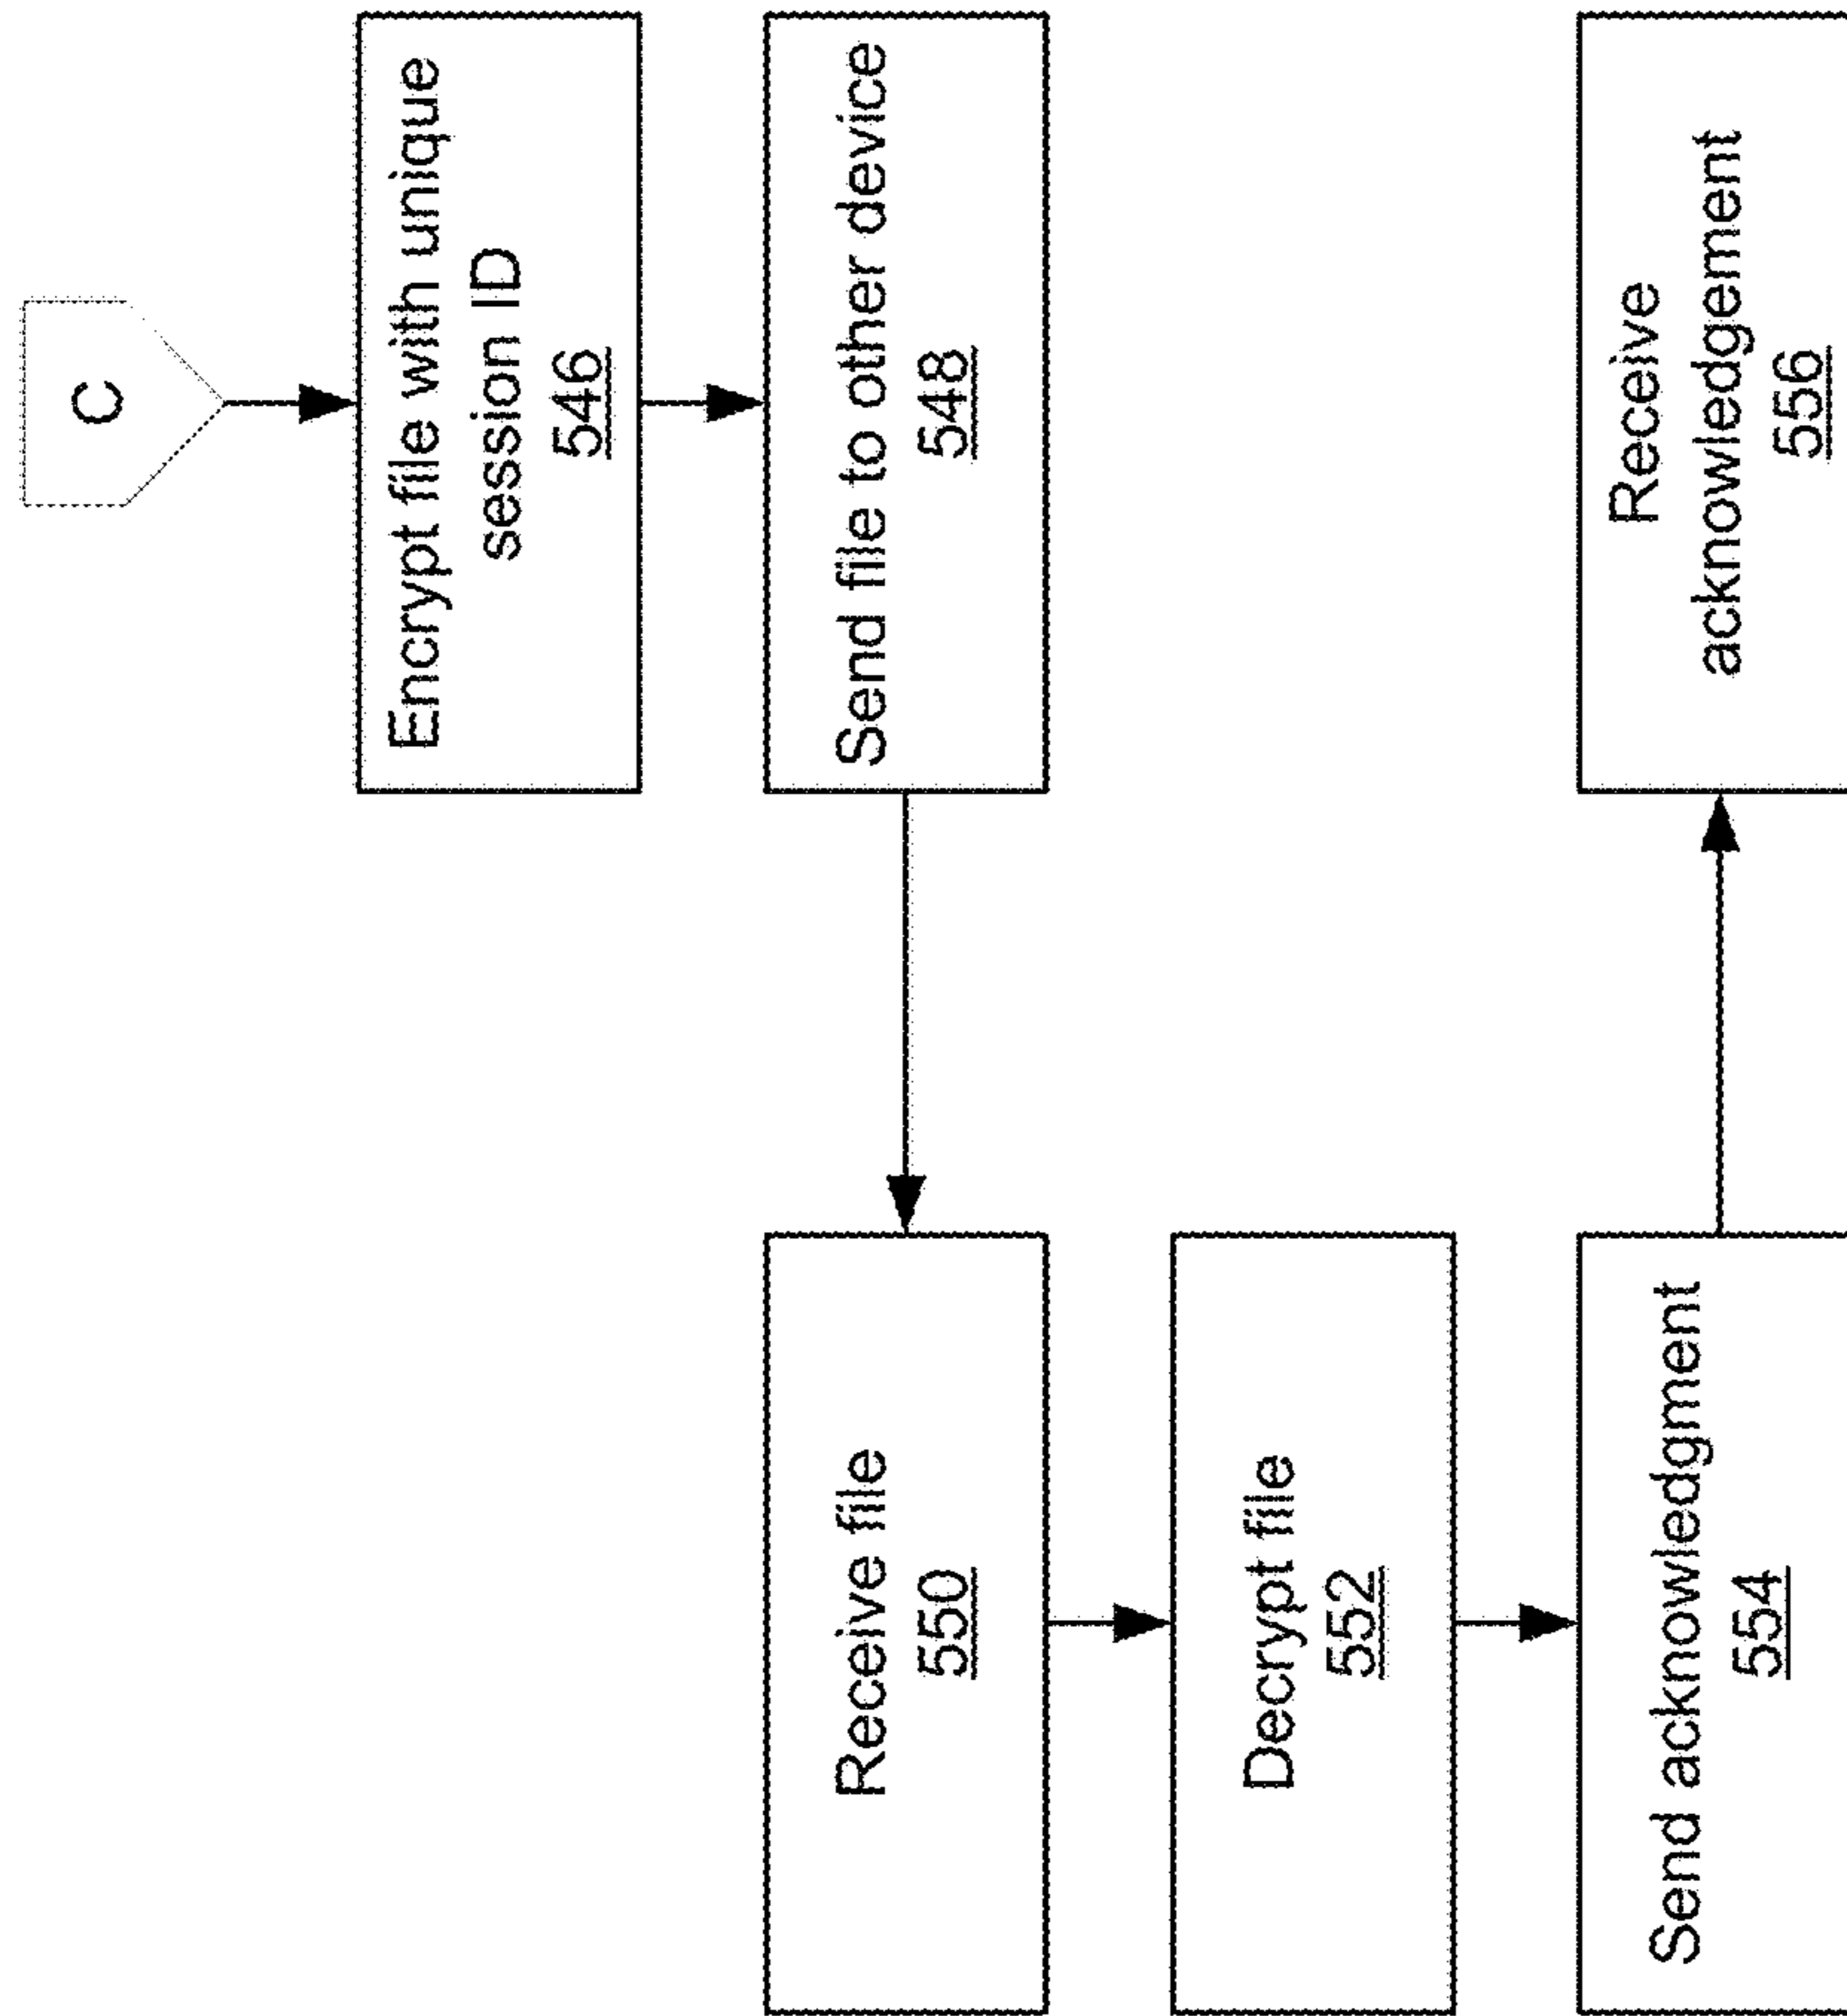 C
Encrypt file with unique
session ID
546
Send file to other device
548
Receive file
550
Decrypt file
552
Send acknowledgment
554
Receive
acknowledgement
556